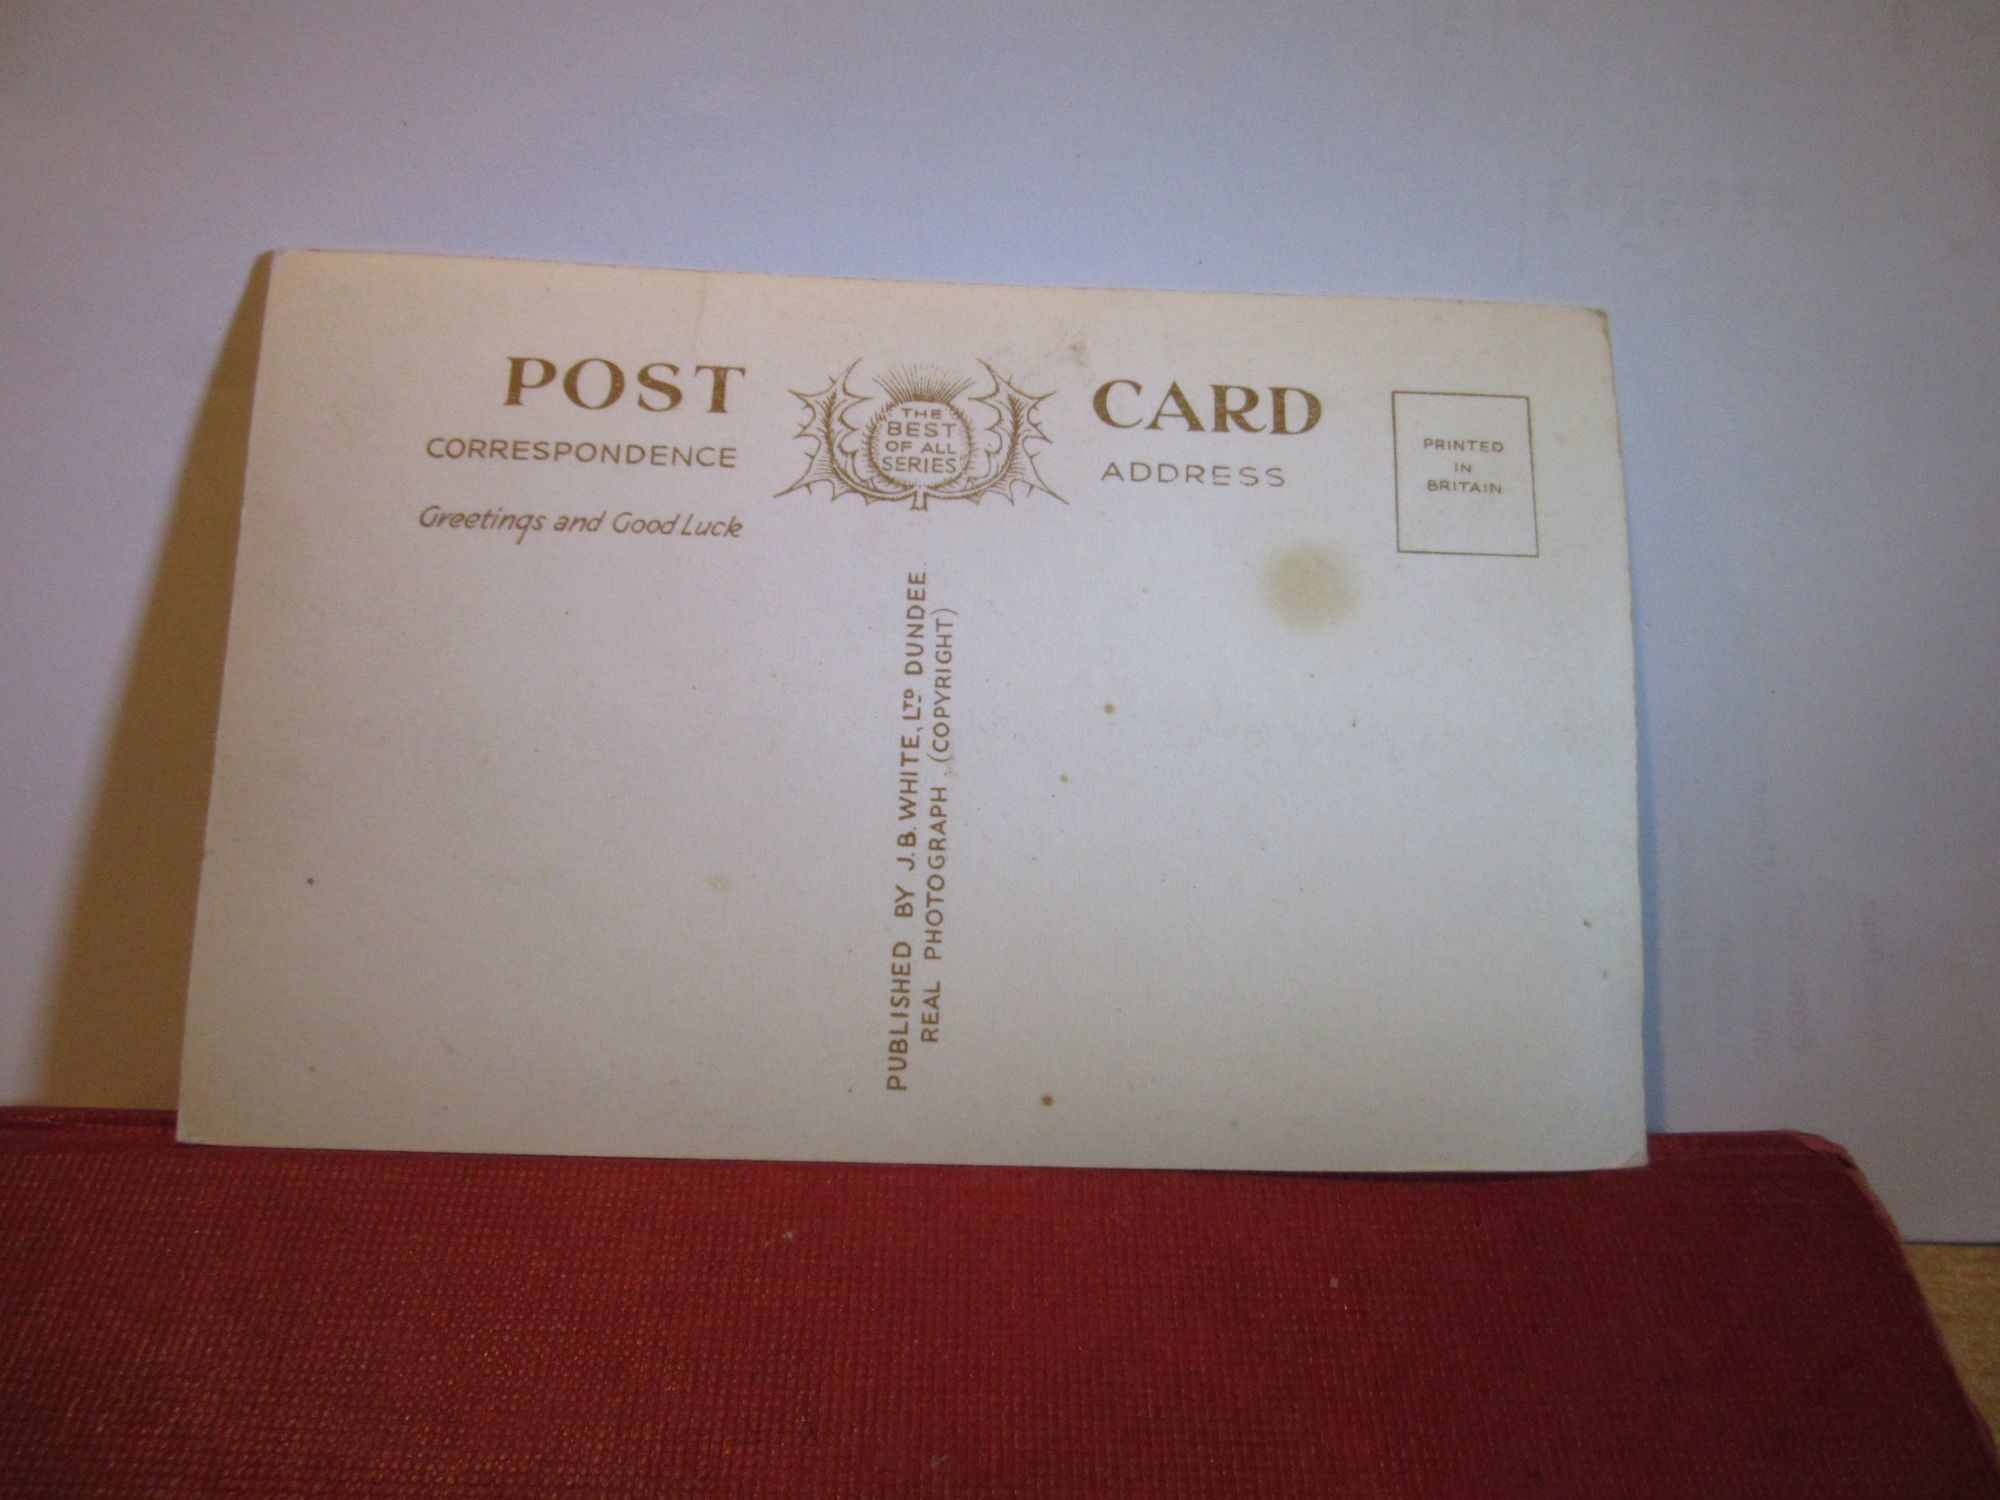 POST CARD
THE
BEST
OF ALL
SERIES
CORRESPONDENCE
ADDRESS
Greetings and Good Luck
PRINTED
IN
BRITAIN
PUBLISHED BY J.B. WHITE, LTD DUNDEE.
REAL PHOTOGRAPH. (COPYRIGHT)